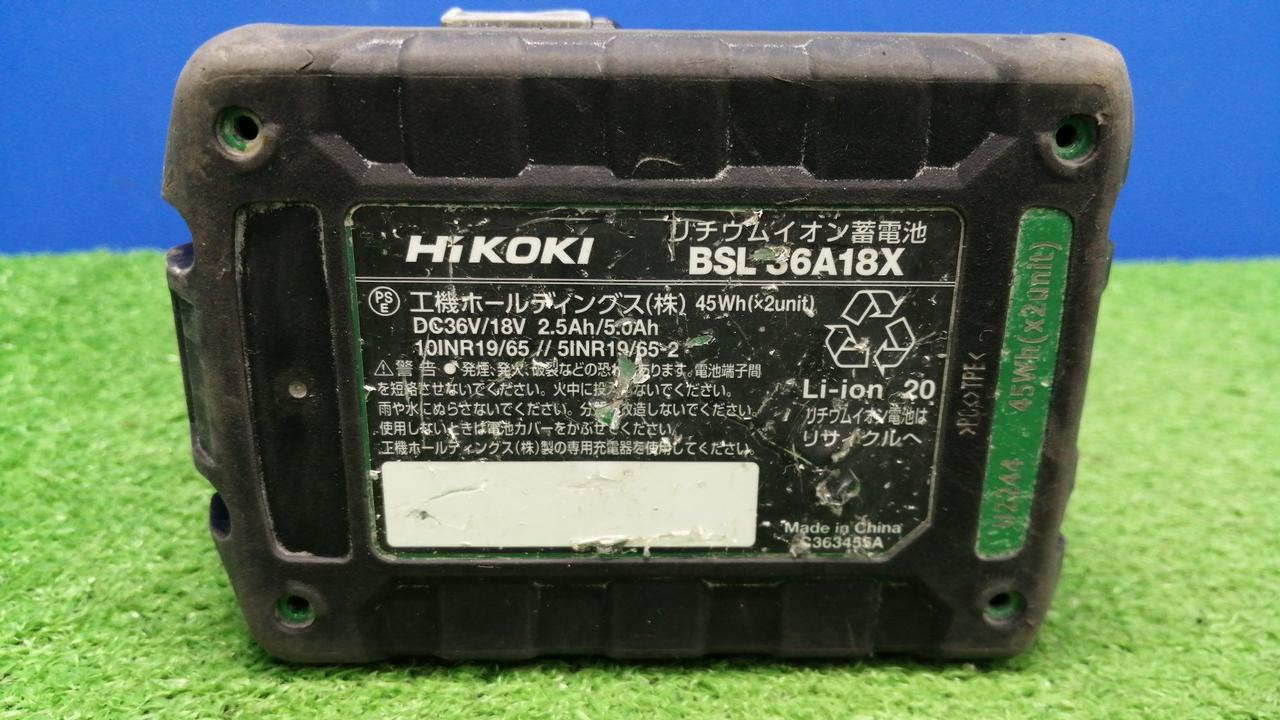 HiKOKI
リチウムイオン蓄電池
BSL 36A18X
PS
E
工機ホールディングス(株) 45Wh(×2unit)
DC36V/18V 2.5Ah/5.0Ah
10INR19/65 // 5INR19/65-2
⚠警告 ●発煙、発火、破裂などの恐れあります。電池端子間
を短絡させないでください。火中に投しないでください。
雨や水にぬらさないでください。分改造しないでください。
使用しないときは電池カバーをかぶせてください。
工機ホールディングス(株)製の専用充電器を使用してください。
Li-ion 20
リチウムイオン電池は
リサイクルへ
Made in China
>PC<>TPE<
45Wh(×2unit)